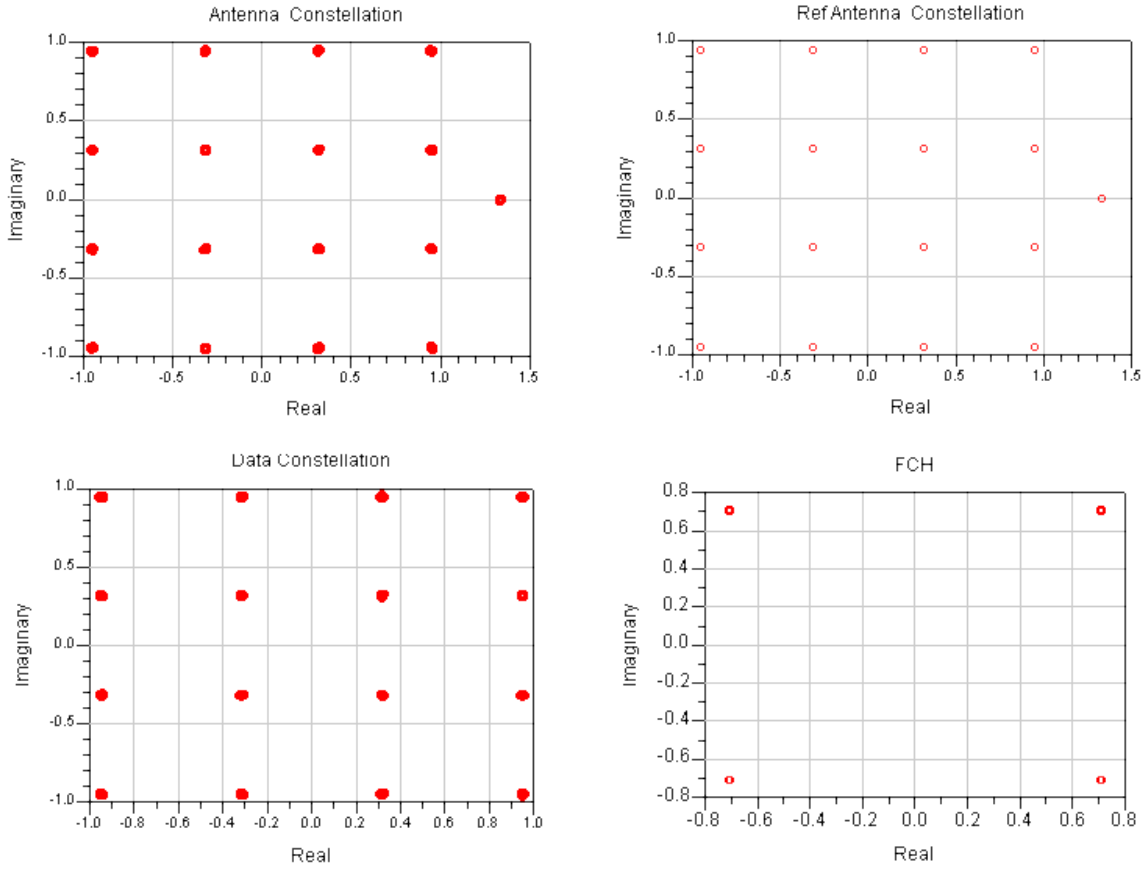 Antenna Constellation
1.0
0.5
0.0
-0.5
-1.0
Imaginary
-1.0 -0.5 0.0 0.5 1.0 1.5
Real
Ref Antenna Constellation
1.0
0.5
0.0
-0.5
-1.0
Imaginary
-1.0 -0.5 0.0 0.5 1.0 1.5
Real
Data Constellation
1.0
0.5
0.0
-0.5
-1.0
Imaginary
-1.0 -0.8 -0.6 -0.4 -0.2 0.0 0.2 0.4 0.6 0.8 1.0
Real
FCH
0.8
0.6
0.4
0.2
0.0
-0.2
-0.4
-0.6
-0.8
Imaginary
-0.8 -0.6 -0.4 -0.2 0.0 0.2 0.4 0.6 0.8
Real